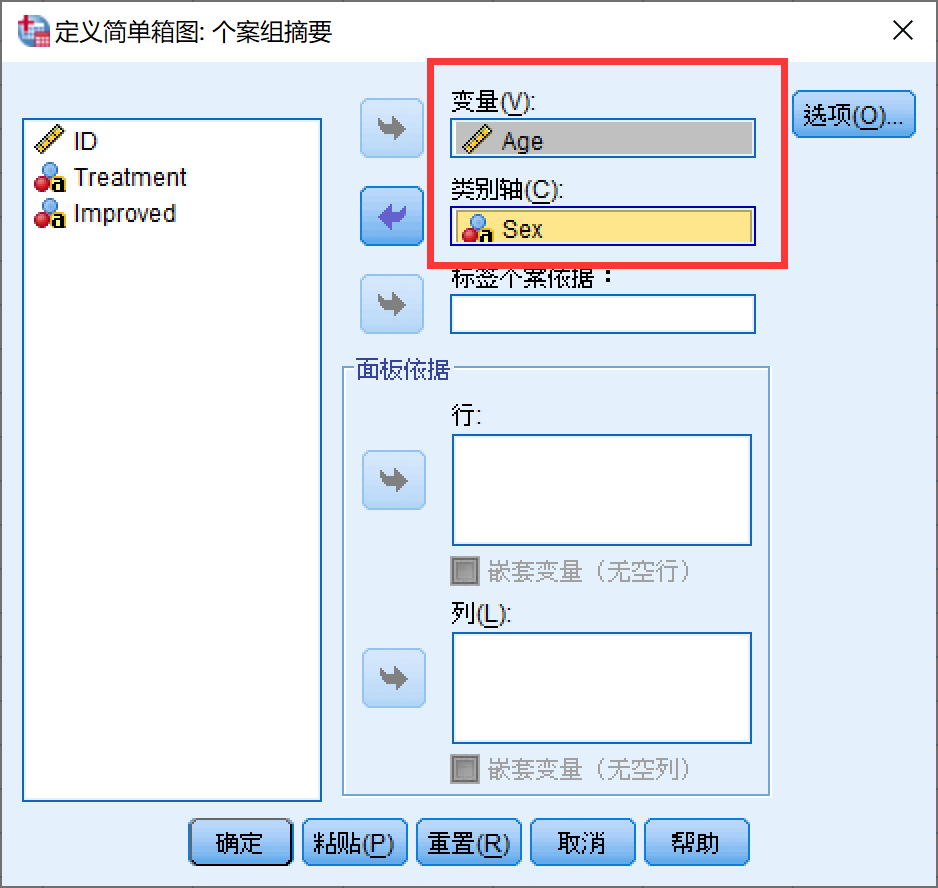 定义简单箱图: 个案组摘要
ID
Treatment
Improved
变量(V):
Age
类别轴(C):
Sex
标签个案依据：
选项(O)...
面板依据
行:
嵌套变量（无空行）
列(L):
嵌套变量（无空列）
确定
粘贴(P)
重置(R)
取消
帮助